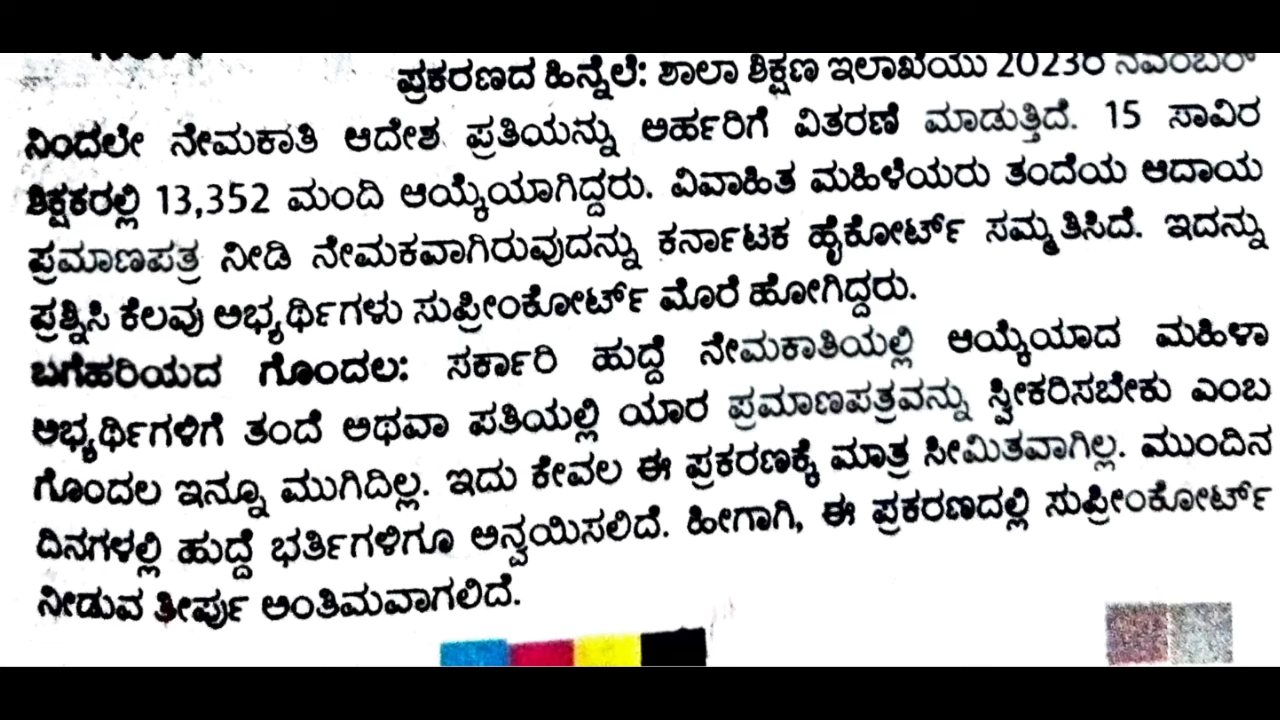 ಪ್ರಕರಣದ ಹಿನ್ನೆಲೆ: ಶಾಲಾ ಶಿಕ್ಷಣ ಇಲಾಖೆಯು 2023ರ ನವೆಂಬರ್
ನಿಂದಲೇ ನೇಮಕಾತಿ ಆದೇಶ ಪ್ರತಿಯನ್ನು ಅರ್ಹರಿಗೆ ವಿತರಣೆ ಮಾಡುತ್ತಿದೆ. 15 ಸಾವಿರ
ಶಿಕ್ಷಕರಲ್ಲಿ 13,352 ಮಂದಿ ಆಯ್ಕೆಯಾಗಿದ್ದರು. ವಿವಾಹಿತ ಮಹಿಳೆಯರು ತಂದೆಯ ಆದಾಯ
ಪ್ರಮಾಣಪತ್ರ ನೀಡಿ ನೇಮಕವಾಗಿರುವುದನ್ನು ಕರ್ನಾಟಕ ಹೈಕೋರ್ಟ್ ಸಮ್ಮತಿಸಿದೆ. ಇದನ್ನು
ಪ್ರಶ್ನಿಸಿ ಕೆಲವು ಅಭ್ಯರ್ಥಿಗಳು ಸುಪ್ರೀಂಕೋರ್ಟ್ ಮೊರೆ ಹೋಗಿದ್ದರು.
ಬಗೆಹರಿಯದ ಗೊಂದಲ: ಸರ್ಕಾರಿ ಹುದ್ದೆ ನೇಮಕಾತಿಯಲ್ಲಿ ಆಯ್ಕೆಯಾದ ಮಹಿಳಾ
ಅಭ್ಯರ್ಥಿಗಳಿಗೆ ತಂದೆ ಅಥವಾ ಪತಿಯಲ್ಲಿ ಯಾರ ಪ್ರಮಾಣಪತ್ರವನ್ನು ಸ್ವೀಕರಿಸಬೇಕು ಎಂಬ
ಗೊಂದಲ ಇನ್ನೂ ಮುಗಿದಿಲ್ಲ. ಇದು ಕೇವಲ ಈ ಪ್ರಕರಣಕ್ಕೆ ಮಾತ್ರ ಸೀಮಿತವಾಗಿಲ್ಲ. ಮುಂದಿನ
ದಿನಗಳಲ್ಲಿ ಹುದ್ದೆ ಭರ್ತಿಗಳಿಗೂ ಅನ್ವಯಿಸಲಿದೆ. ಹೀಗಾಗಿ, ಈ ಪ್ರಕರಣದಲ್ಲಿ ಸುಪ್ರೀಂಕೋರ್ಟ್
ನೀಡುವ ತೀರ್ಪು ಅಂತಿಮವಾಗಲಿದೆ.